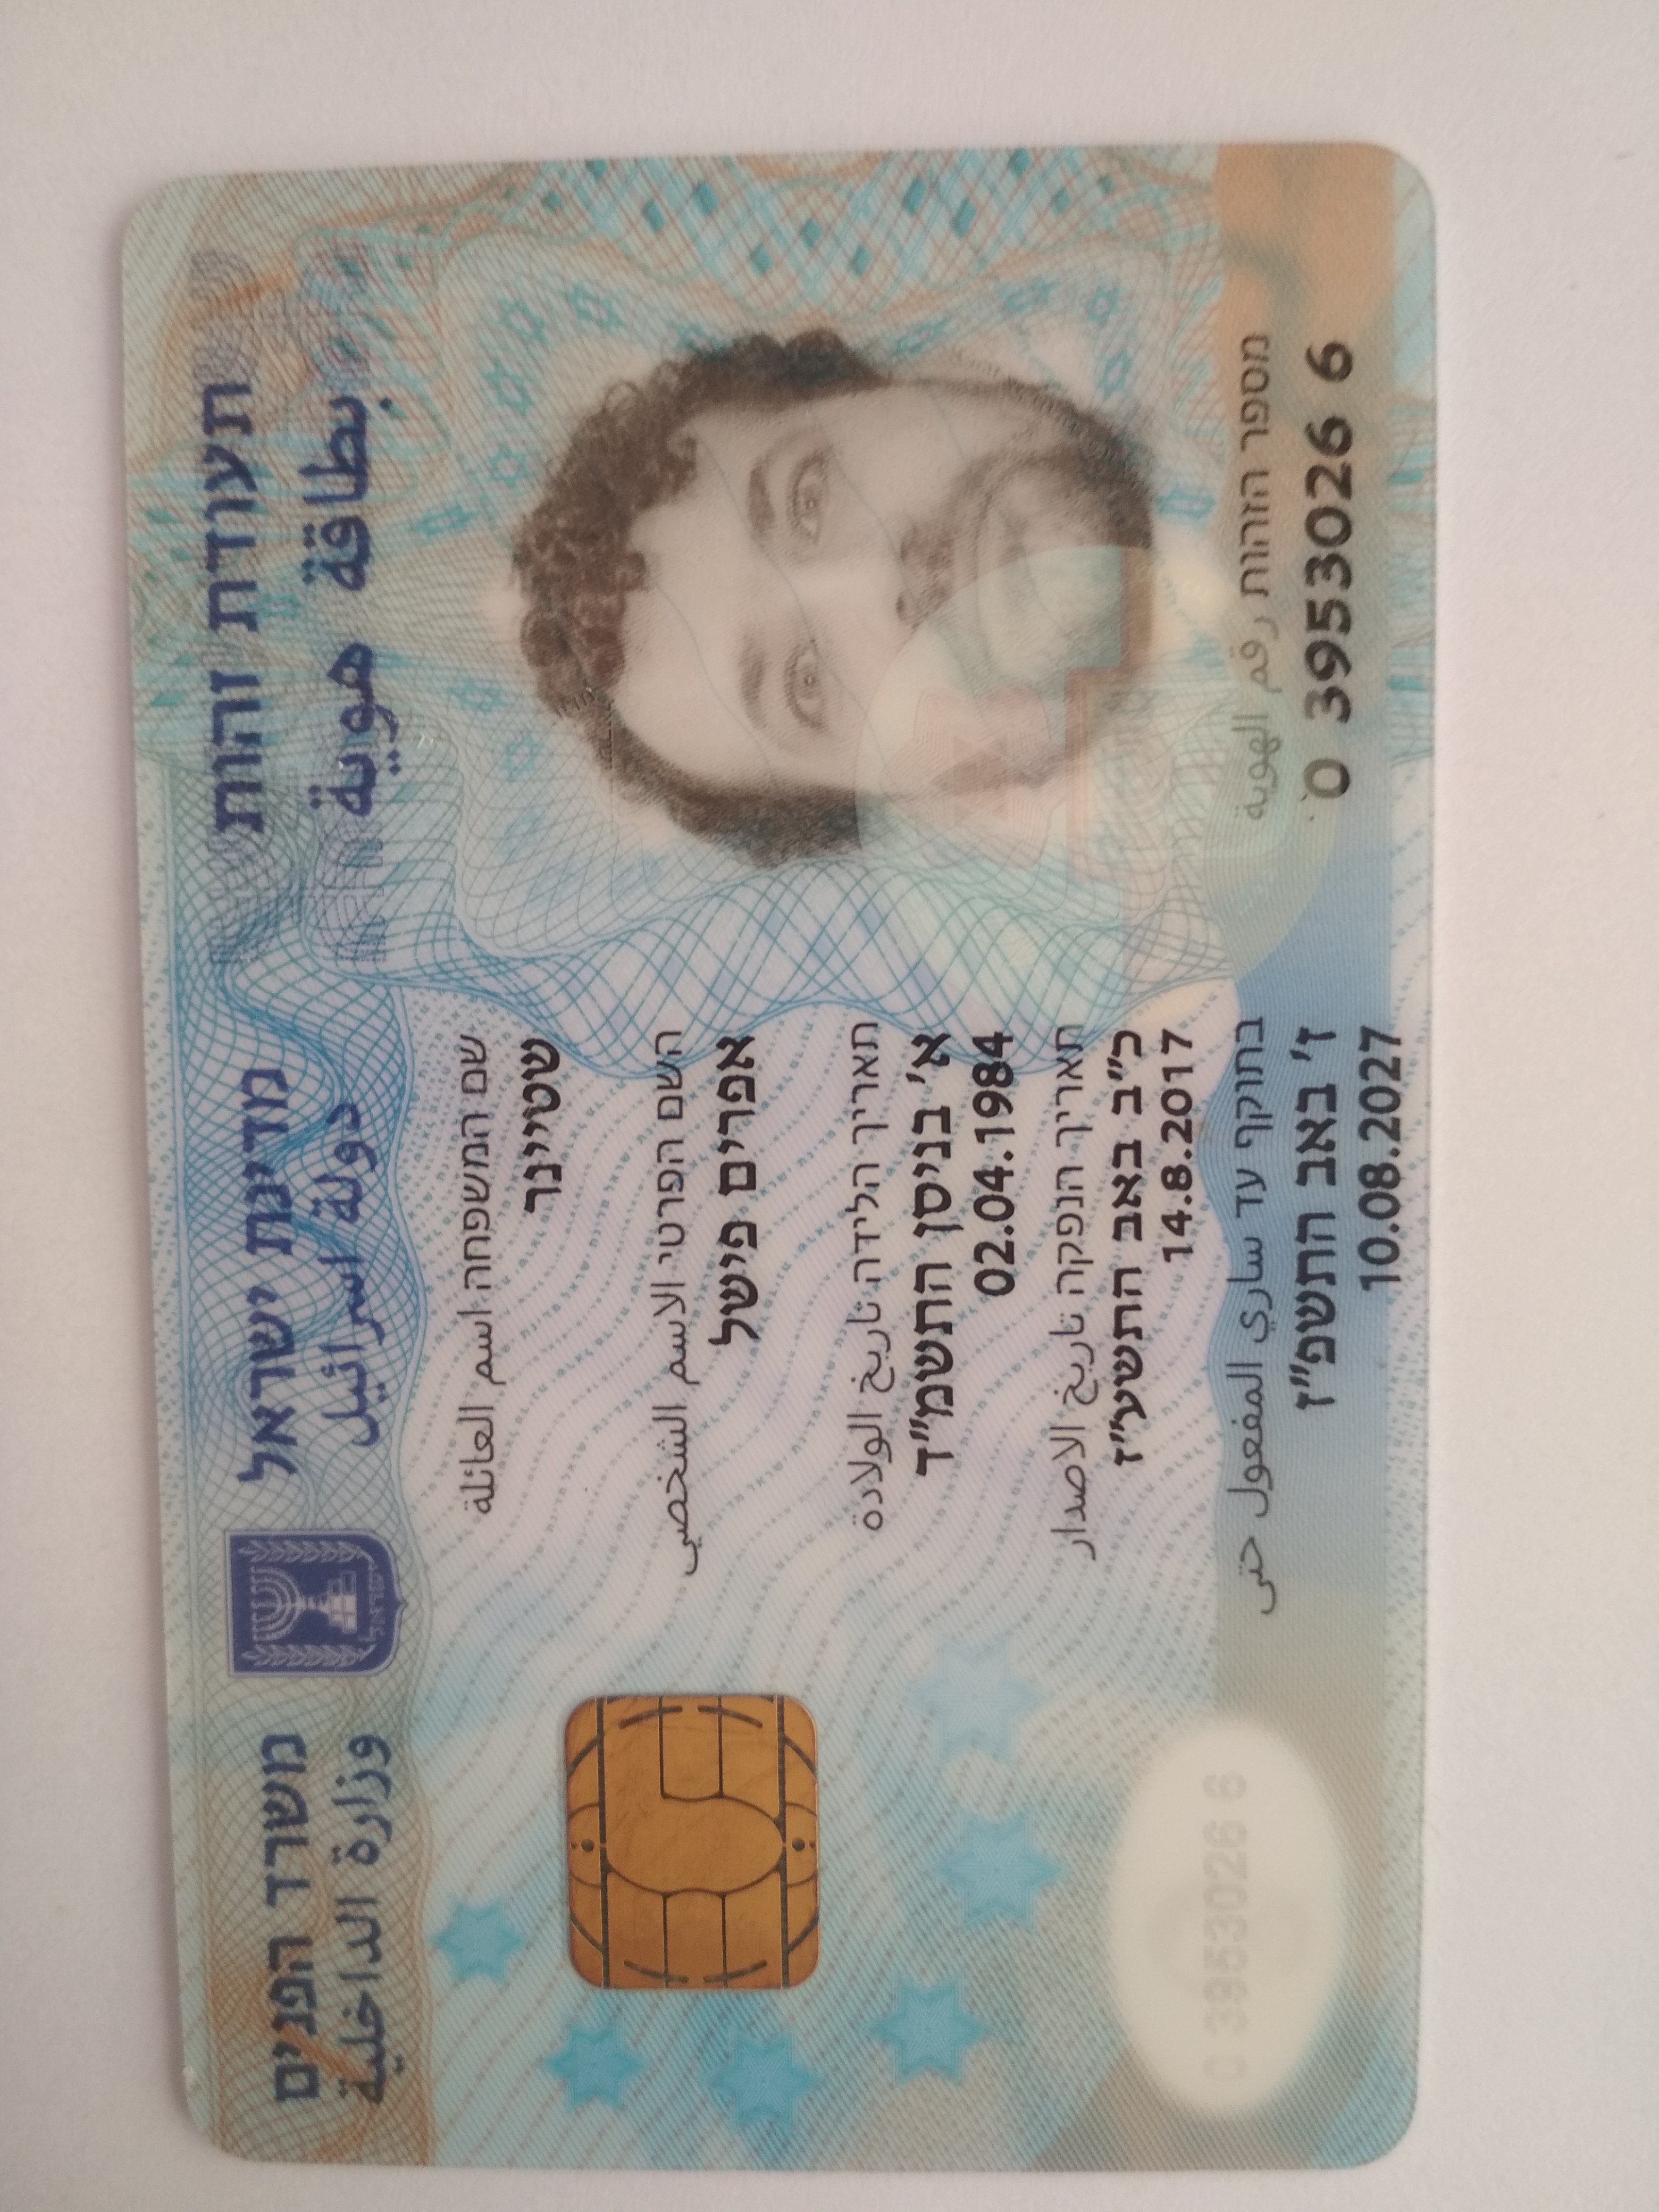 משרד הפנים
وزارة الداخلية
מדינת ישראל
دولة اسرائيل
תעודת זהות
بطاقة هوية
שם המשפחה اسم العائلة
שטיינר
השם הפרטי الاسم الشخصي
אפרים פישל
תאריך הלידה تاريخ الولادة
א' בניסן התשמ"ד
02.04.1984
תאריך הנפקה تاريخ الاصدار
כ"ב באב התשע"ז
14.8.2017
בתוקף עד ساري المفعول حتى
ז' באב התשפ"ז
10.08.2027
מספר הזהות رقم الهوية
0 3953026 6
0 3953026 6
ישראל